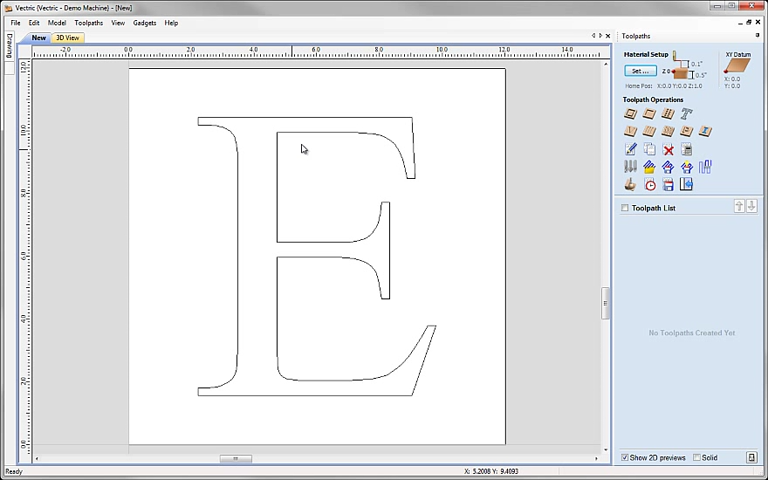 Vectric {Vectric - Demo Machine} - [New]
File Edit Model Toolpaths View Gadgets Help
New 3D View
Drawing
-2.0 0.0 2.0 4.0 6.0 8.0 10.0 12.0 14.0
12.0
10.0
8.0
6.0
4.0
2.0
0.0
E
Toolpaths
Material Setup
Set ...
Z 0
0.1"
0.5"
XY Datum
X: 0.0
Y: 0.0
Home Pos: X:0.0 Y:0.0 Z:1.0
Toolpath Operations
Toolpath List
No Toolpaths Created Yet
Show 2D previews Solid
Ready
X: 5.2008 Y: 9.4093